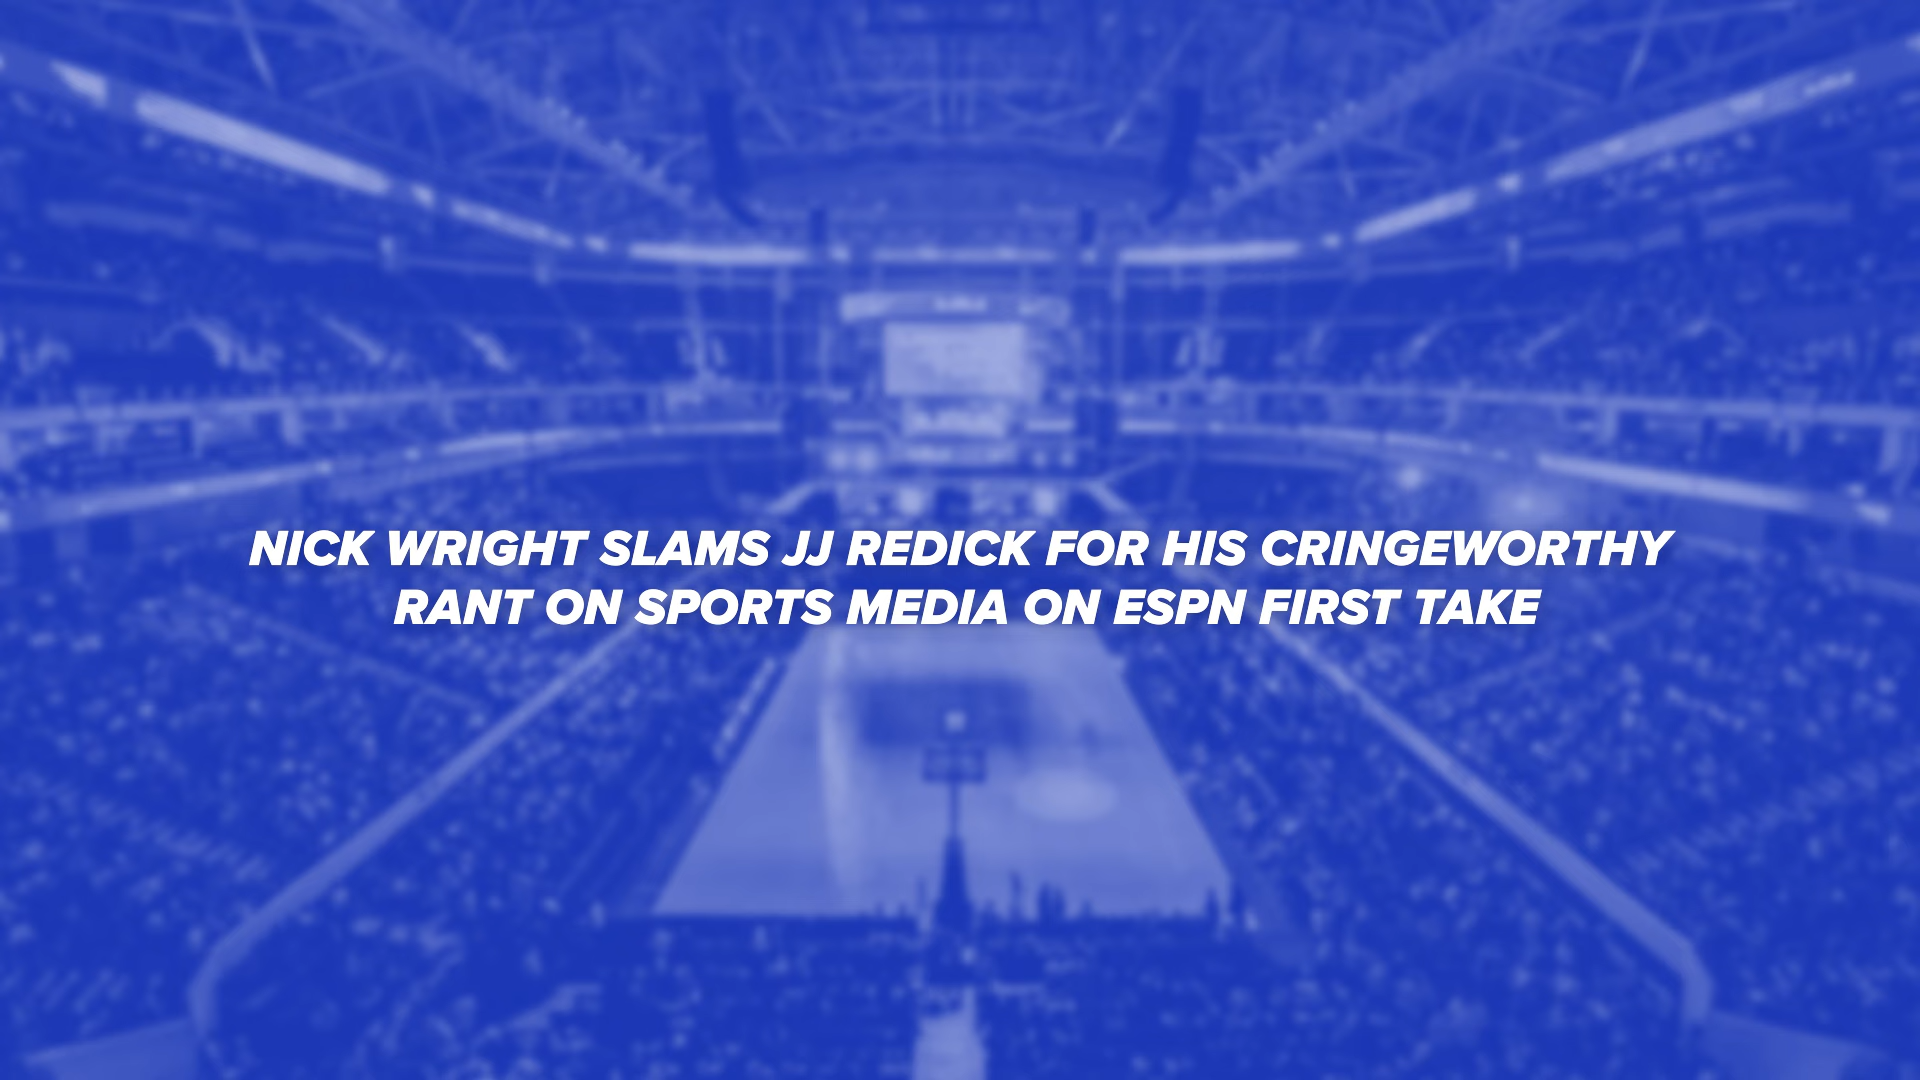 NICK WRIGHT SLAMS JJ REDICK FOR HIS CRINGEWORTHY
RANT ON SPORTS MEDIA ON ESPN FIRST TAKE